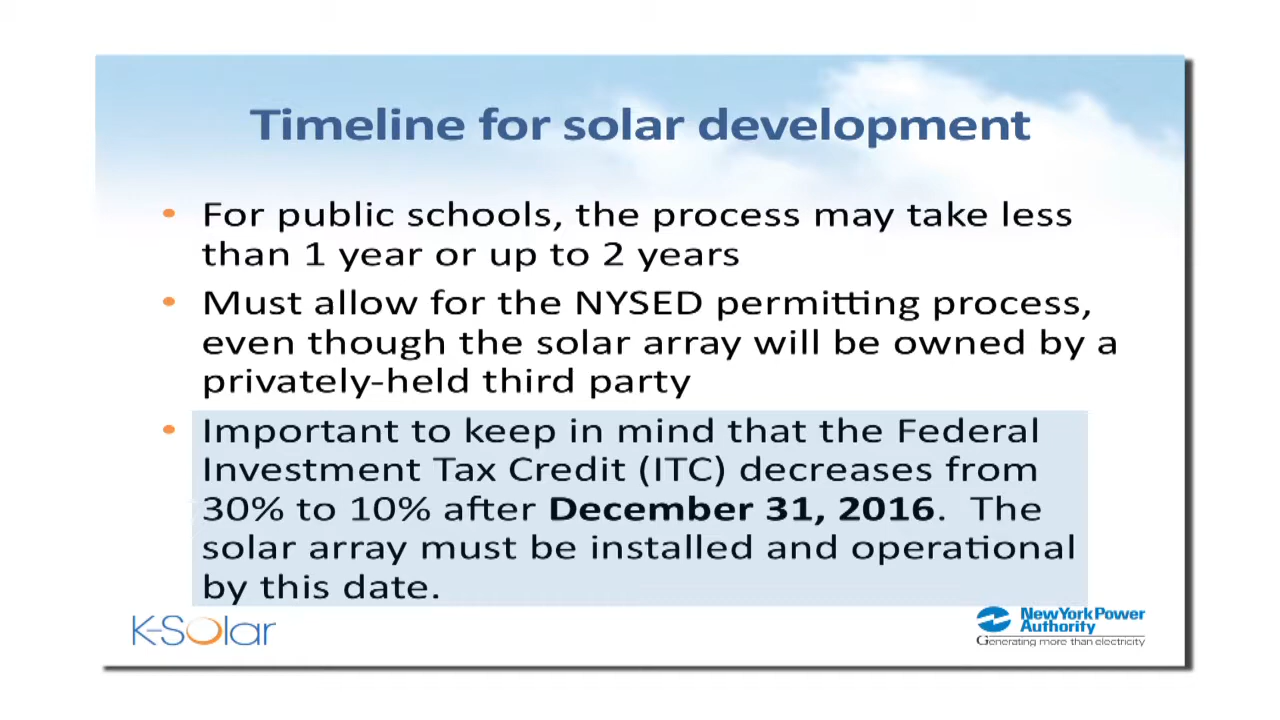 Timeline for solar development
• For public schools, the process may take less
than 1 year or up to 2 years
• Must allow for the NYSED permitting process,
even though the solar array will be owned by a
privately-held third party
• Important to keep in mind that the Federal
Investment Tax Credit (ITC) decreases from
30% to 10% after December 31, 2016. The
solar array must be installed and operational
by this date.
K-Solar
New York Power
Authority
Generating more than electricity